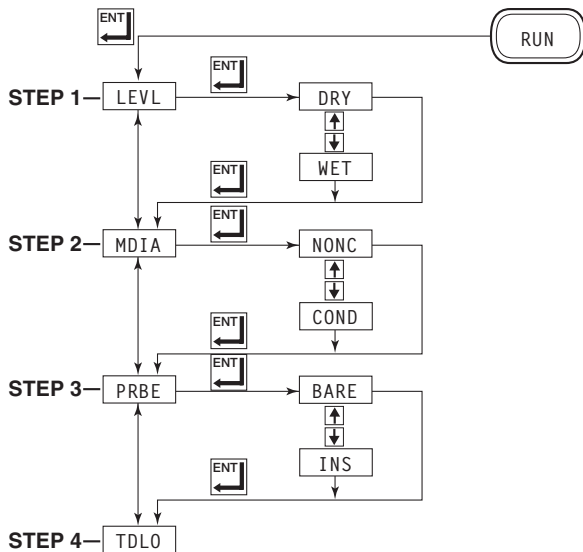 ENT
RUN
ENT
STEP 1 LEVL DRY
WET
ENT
ENT
STEP 2 MDIA NONC
COND
ENT
ENT
STEP 3 PRBE BARE
INS
ENT
STEP 4 TDLO